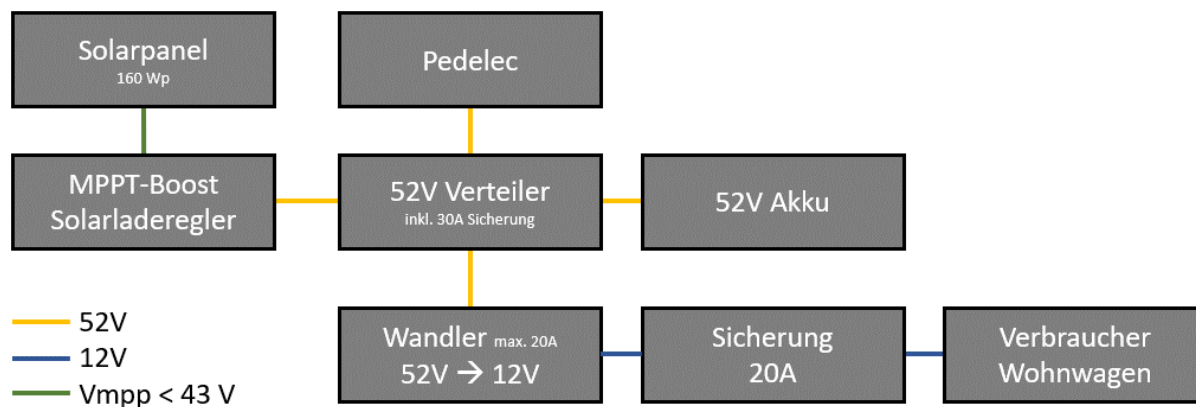 Solarpanel
160 Wp
Pedelec
MPPT-Boost
Solarladeregler
52V Verteiler
inkl. 30A Sicherung
52V Akku
52V
12V
Vmpp < 43 V
Wandler max. 20A
52V → 12V
Sicherung
20A
Verbraucher
Wohnwagen